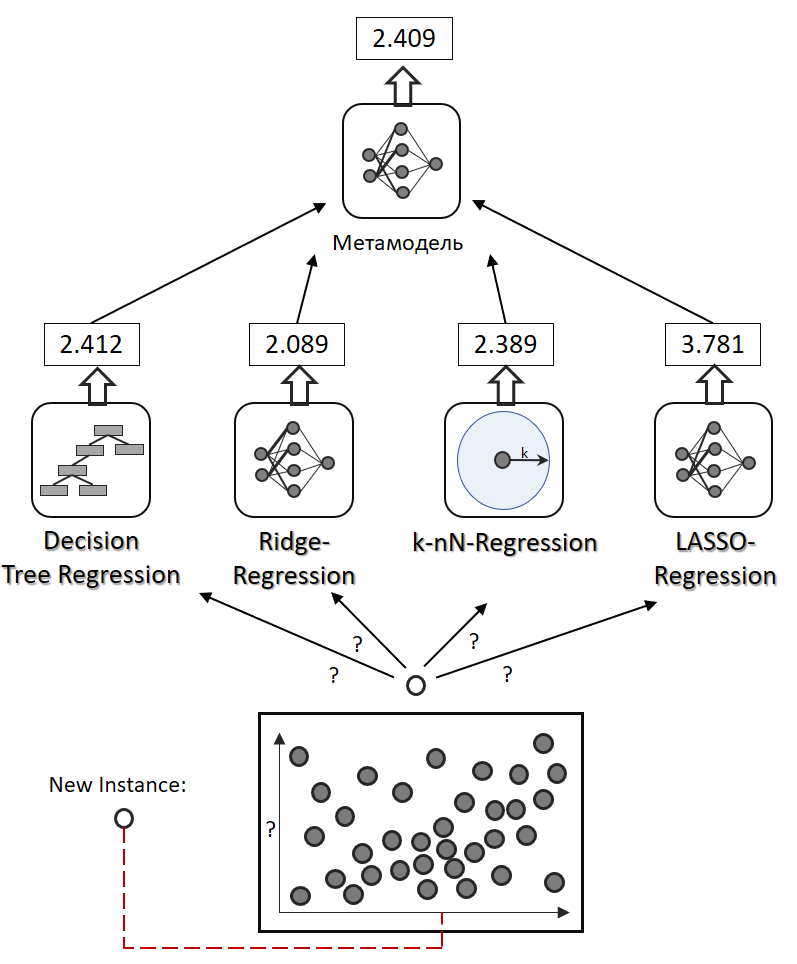 2.409
Метамодель
2.412
2.089
2.389
3.781
k
Decision
Tree Regression
Ridge-
Regression
k-nN-Regression
LASSO-
Regression
?
?
?
?
New Instance:
?